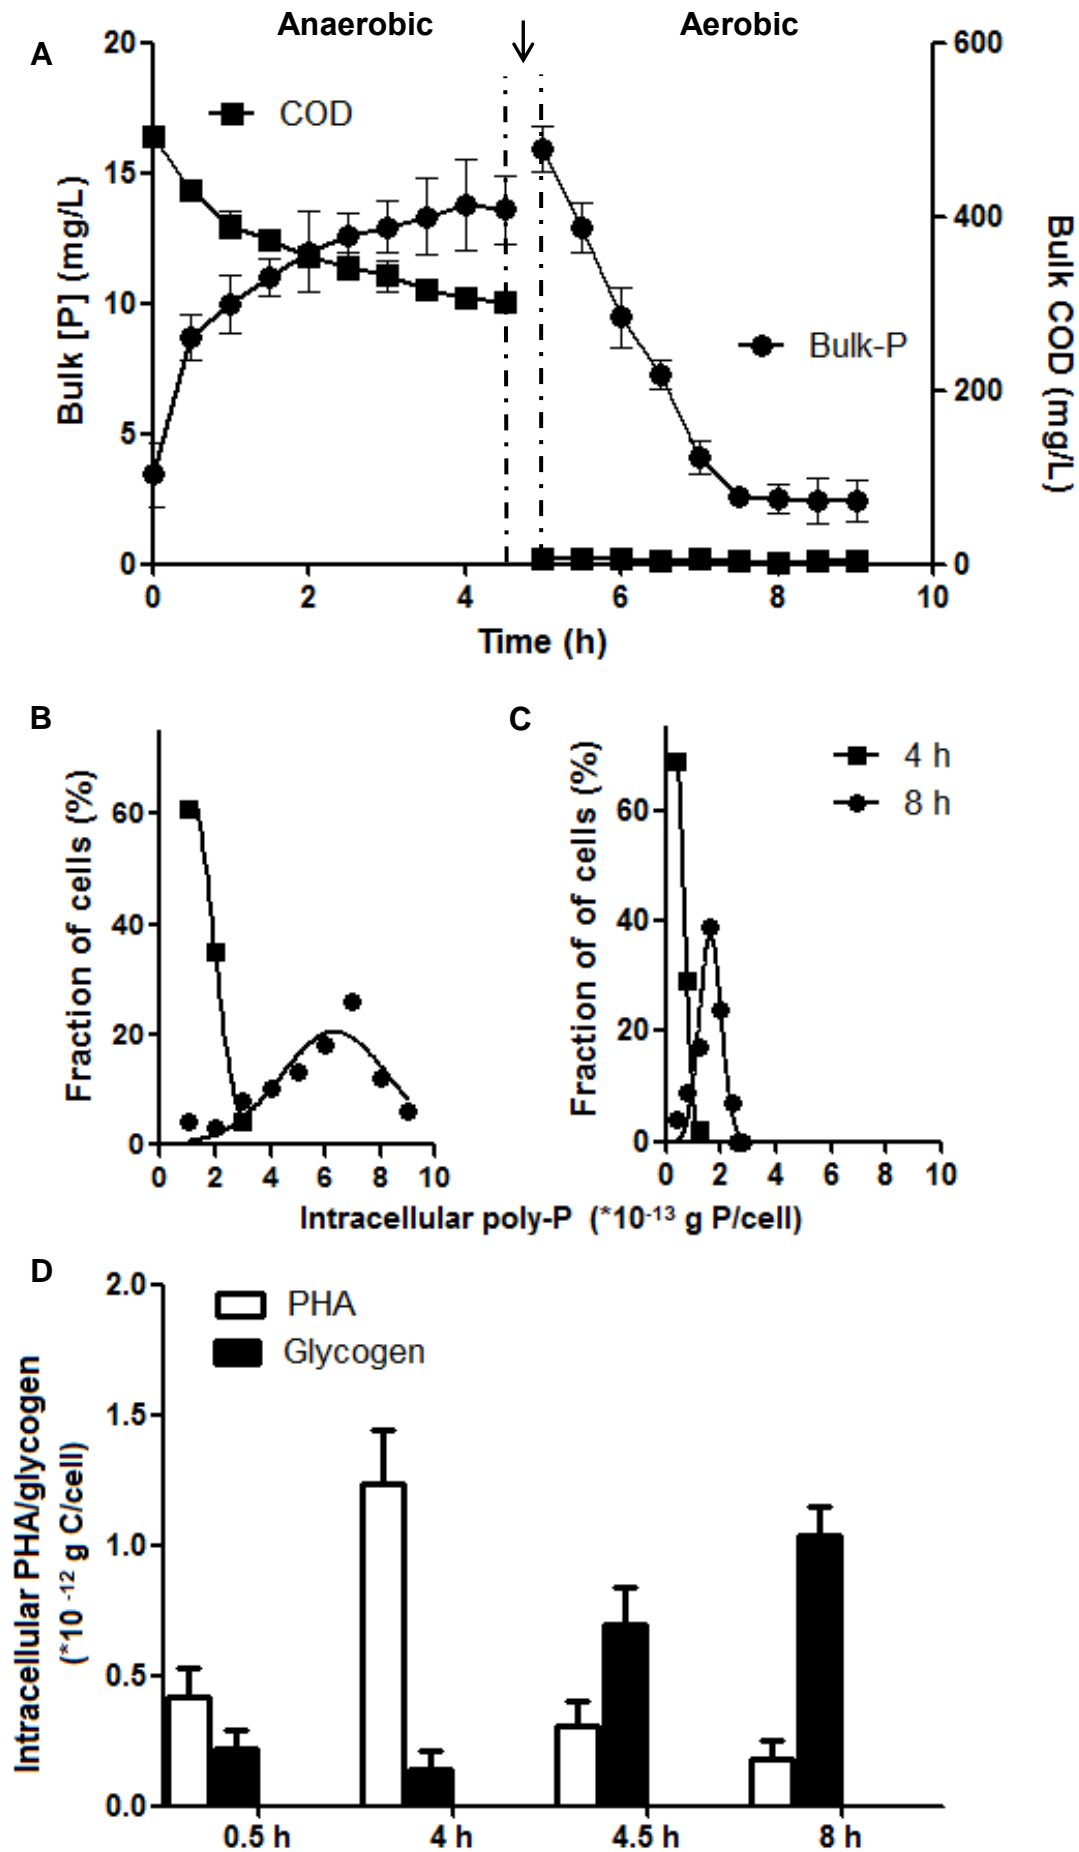 Anaerobic
Aerobic
A
20
600
COD
15
400
Bulk [P] (mg/L)
Bulk COD (mg/L)
10
Bulk-P
200
5
0
0
0 2 4 6 8 10
Time (h)
B
C
4 h
8 h
Fraction of cells (%)
60
40
20
0
0 2 4 6 8 10
Fraction of of cells (%)
60
40
20
0
0 2 4 6 8 10
Intracellular poly-P (*10-13 g P/cell)
D
2.0
PHA
Glycogen
1.5
Intracellular PHA/glycogen
(*10 -12 g C/cell)
1.0
0.5
0.0
0.5 h 4 h 4.5 h 8 h